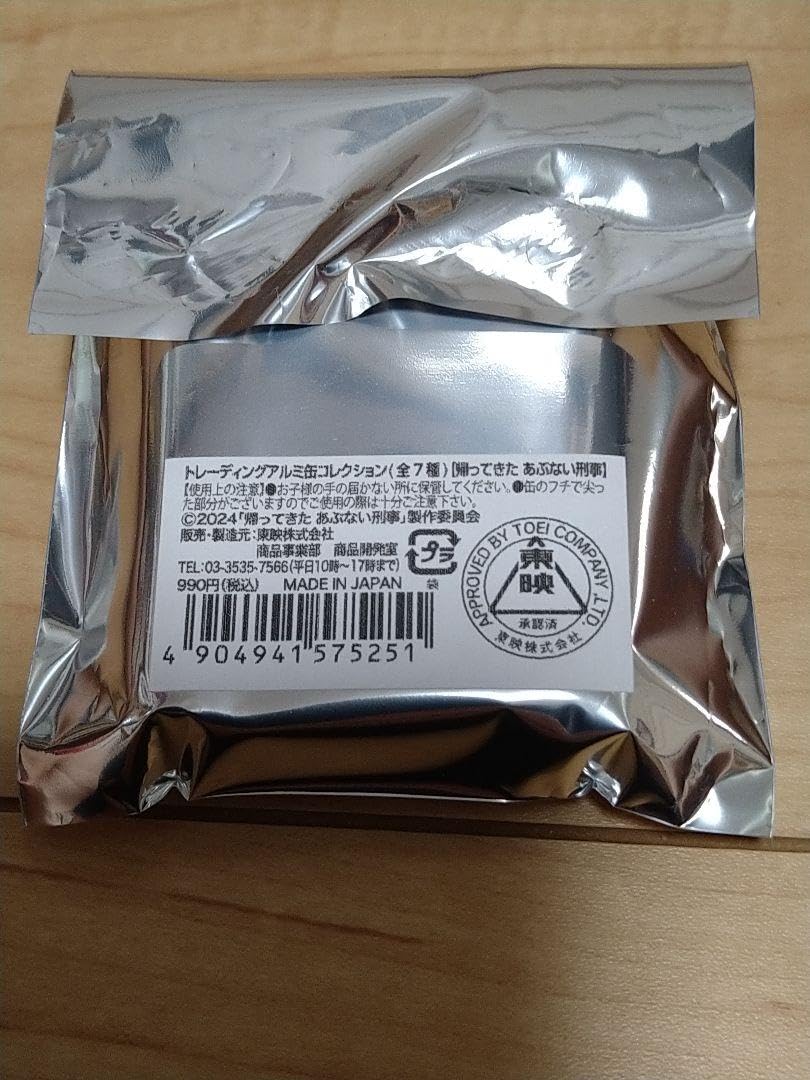 トレーディングアルミ缶コレクション(全7種)【帰ってきた あぶない刑事】
【使用上の注意】●お子様の手の届かない所に保管してください。●缶のフチで尖っ
た部分がございますのでご使用の際は十分ご注意下さい。
©2024「帰ってきた あぶない刑事」製作委員会
販売・製造元:東映株式会社
商品事業部 商品開発室
TEL:03-3535-7566(平日10時〜17時まで)
990円(税込) MADE IN JAPAN
プラ
袋
4 904941 575251
APPROVED BY TOEI COMPANY, LTD.
東映
承認済
東映株式会社